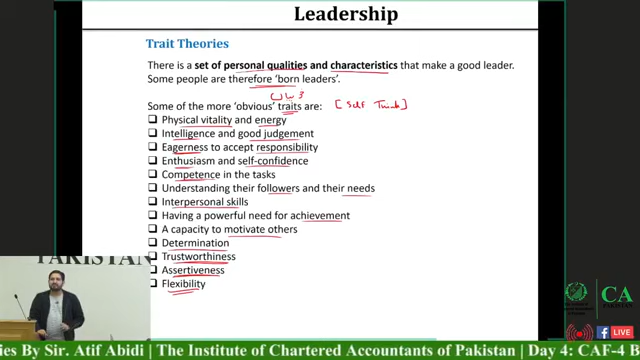 Leadership
Trait Theories
There is a set of personal qualities and characteristics that make a good leader.
Some people are therefore 'born leaders'.
Some of the more 'obvious' traits are:
☐ Physical vitality and energy
☐ Intelligence and good judgement
☐ Eagerness to accept responsibility
☐ Enthusiasm and self-confidence
☐ Competence in the tasks
☐ Understanding their followers and their needs
☐ Interpersonal skills
☐ Having a powerful need for achievement
☐ A capacity to motivate others
☐ Determination
☐ Trustworthiness
☐ Assertiveness
☐ Flexibility
PAKISTAN
CA
PAKISTAN
LIVE
ies By Sir. Atif Abidi | The Institute of Chartered Accountants of Pakistan | Day 4: CAF-4 B